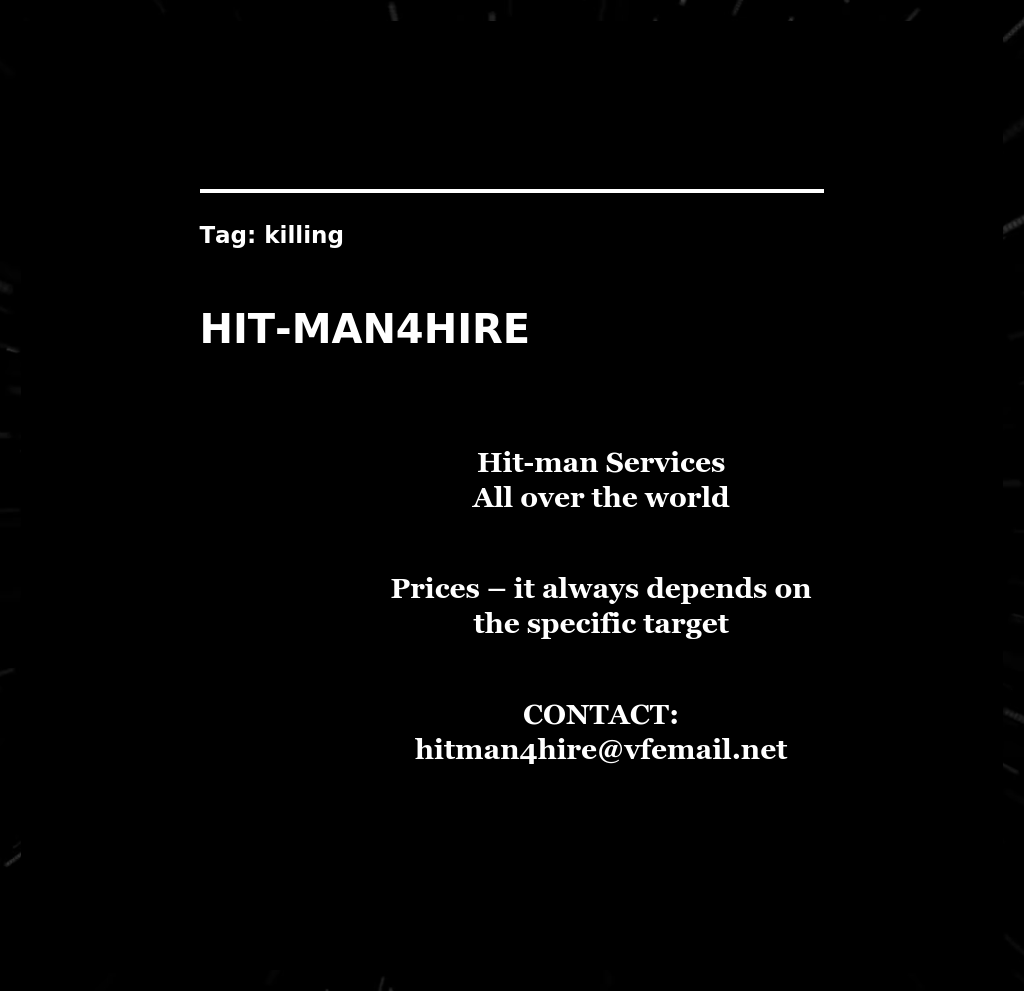 Tag: killing
HIT-MAN4HIRE
Hit-man Services
All over the world
Prices – it always depends on
the specific target
CONTACT:
hitman4hire@vfemail.net